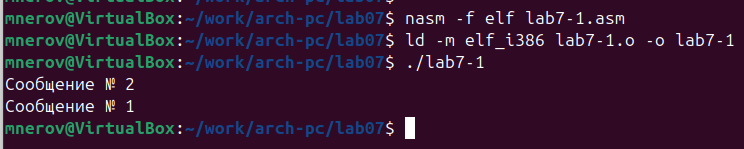 mnerov@VirtualBox:~/work/arch-pc/lab07$ nasm -f elf lab7-1.asm
mnerov@VirtualBox:~/work/arch-pc/lab07$ ld -m elf_i386 lab7-1.o -o lab7-1
mnerov@VirtualBox:~/work/arch-pc/lab07$ ./lab7-1
Сообщение № 2
Сообщение № 1
mnerov@VirtualBox:~/work/arch-pc/lab07$